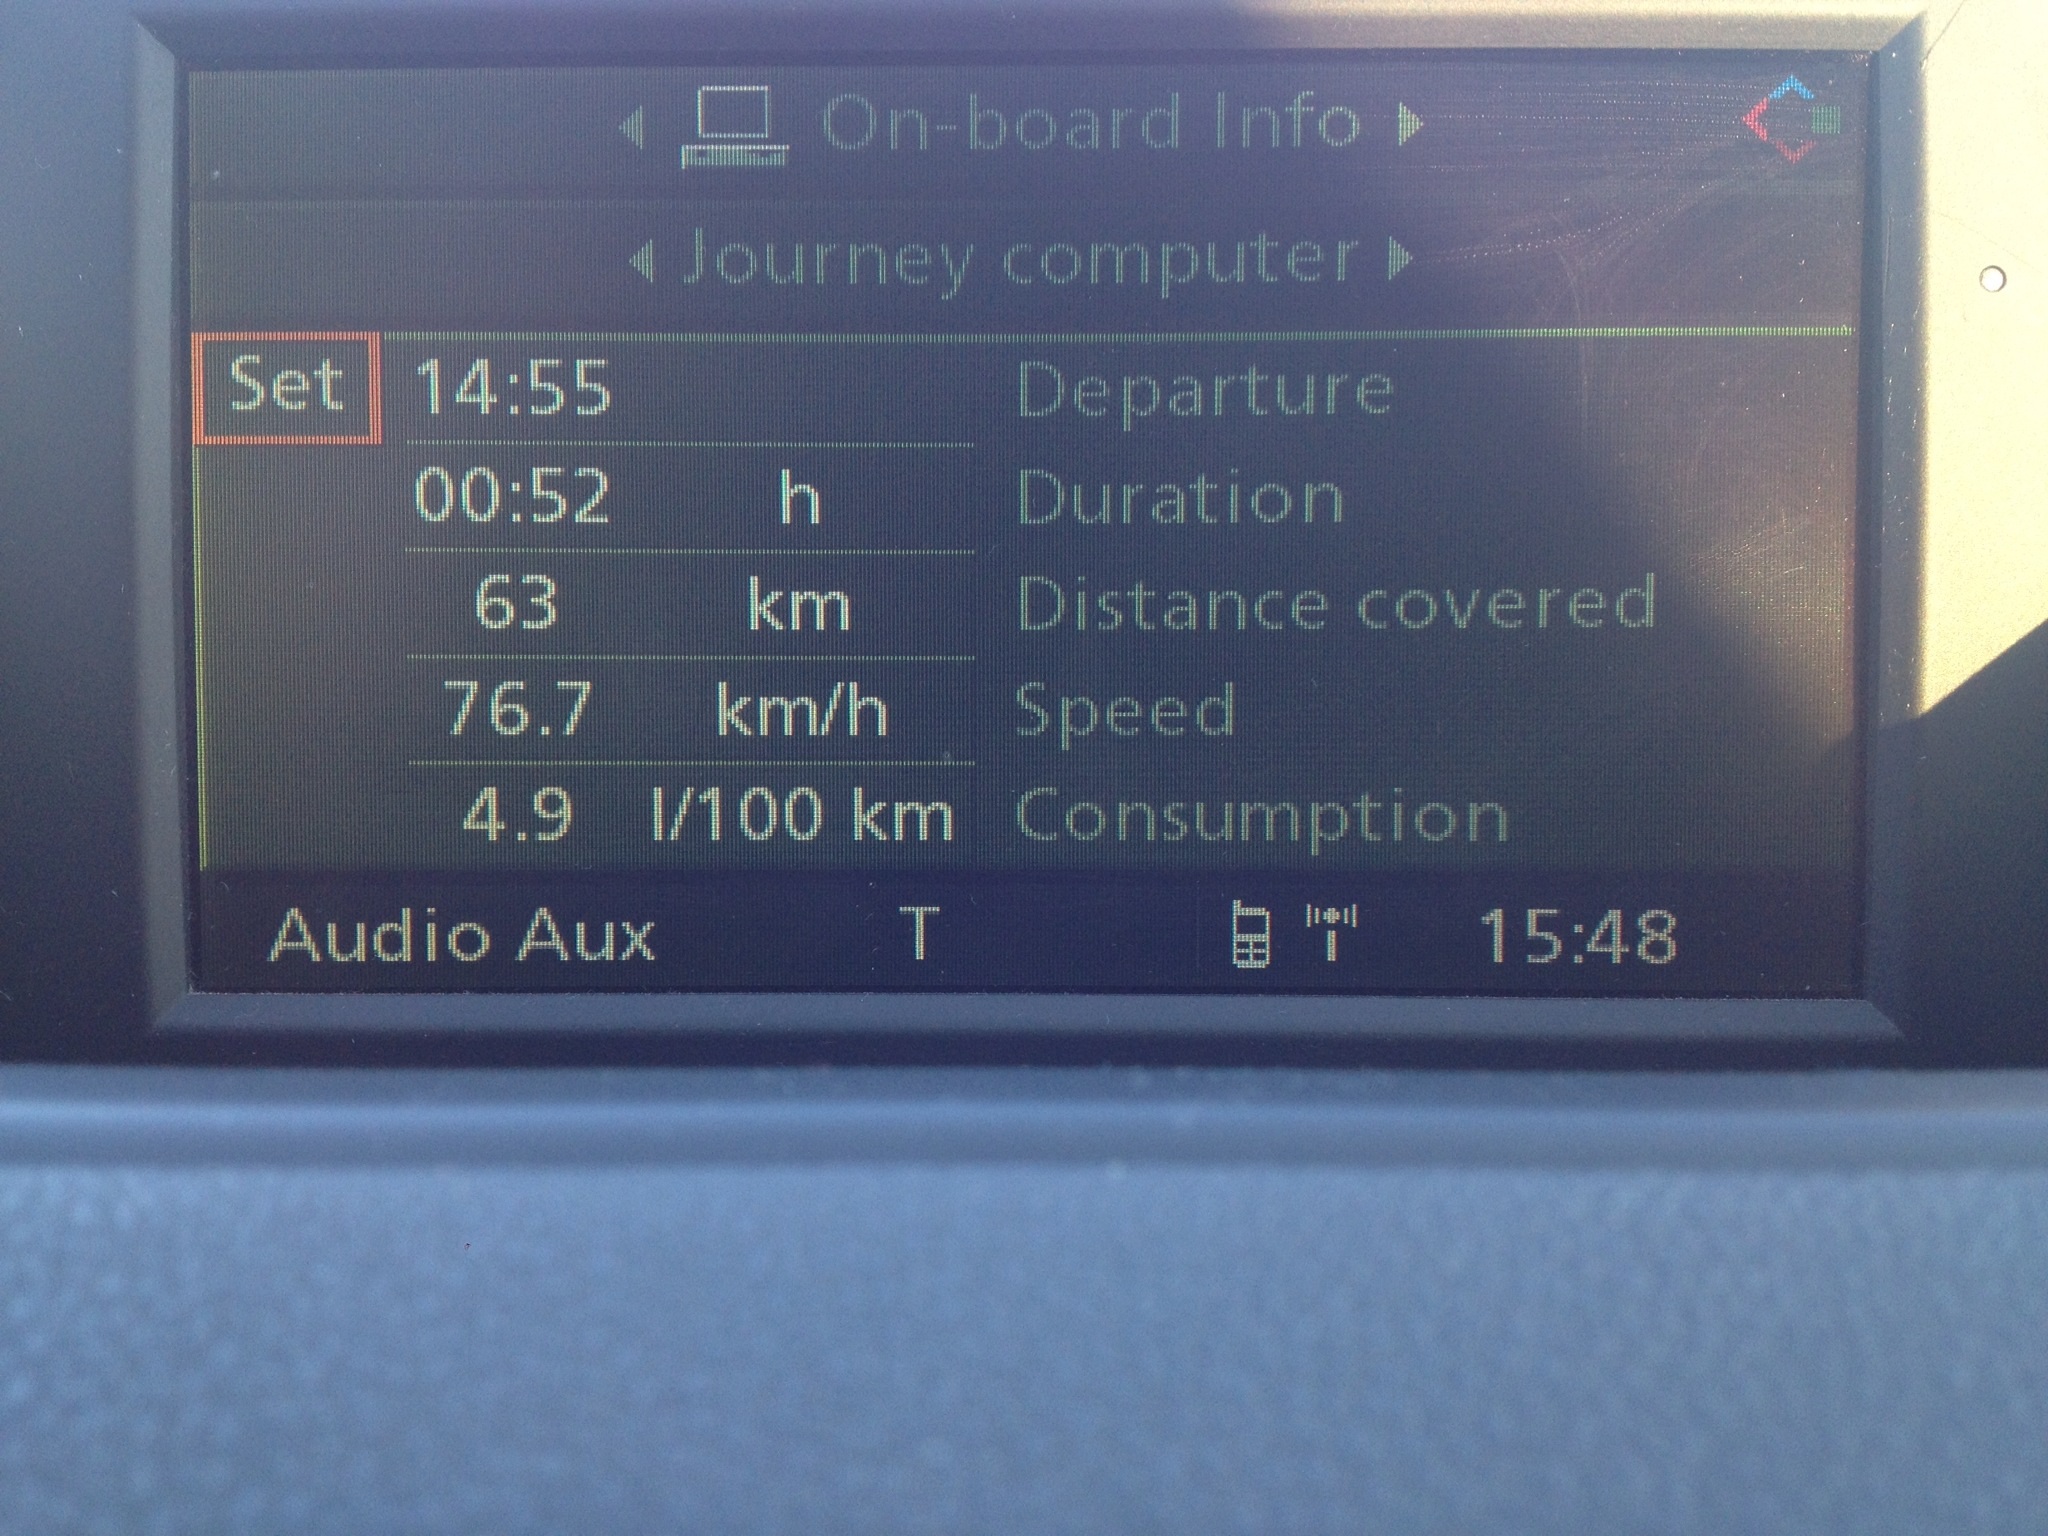 On-board Info
Journey computer
Set 14:55 Departure
00:52 h Duration
63 km Distance covered
76.7 km/h Speed
4.9 l/100 km Consumption
Audio Aux T 15:48